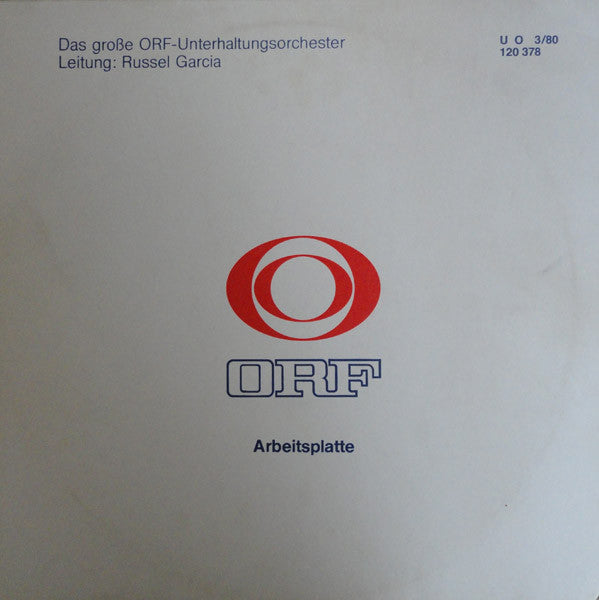 Das große ORF-Unterhaltungsorchester
Leitung: Russel Garcia
U O 3/80
120 378
ORF
Arbeitsplatte